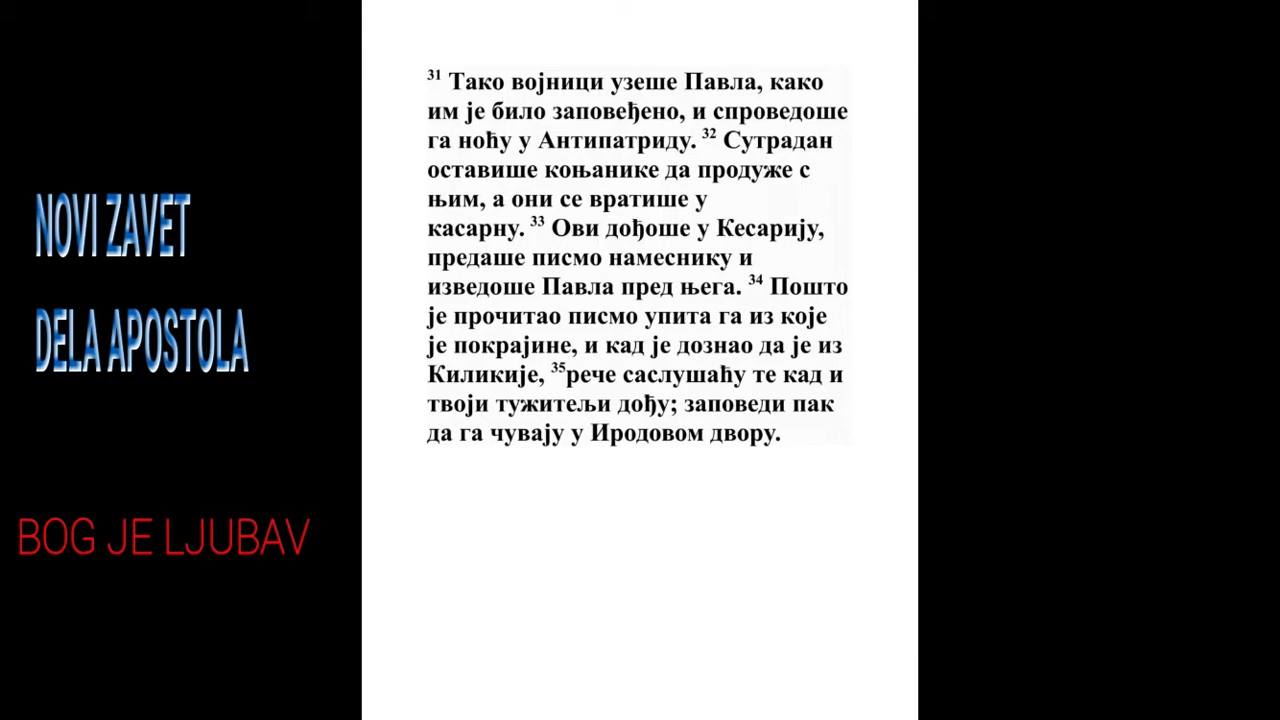 NOVI ZAVET
DELA APOSTOLA
BOG JE LJUBAV
31 Тако војници узеше Павла, како
им је било заповеђено, и спроведоше
га ноћу у Антипатриду. 32 Сутрадан
оставише коњанике да продуже с
њим, а они се вратише у
касарну. 33 Ови дођоше у Кесарију,
предаше писмо намеснику и
изведоше Павла пред њега. 34 Пошто
је прочитао писмо упита га из које
је покрајине, и кад је дознао да је из
Киликије, 35рече саслушаћу те кад и
твоји тужитељи дођу; заповеди пак
да га чувају у Иродовом двору.